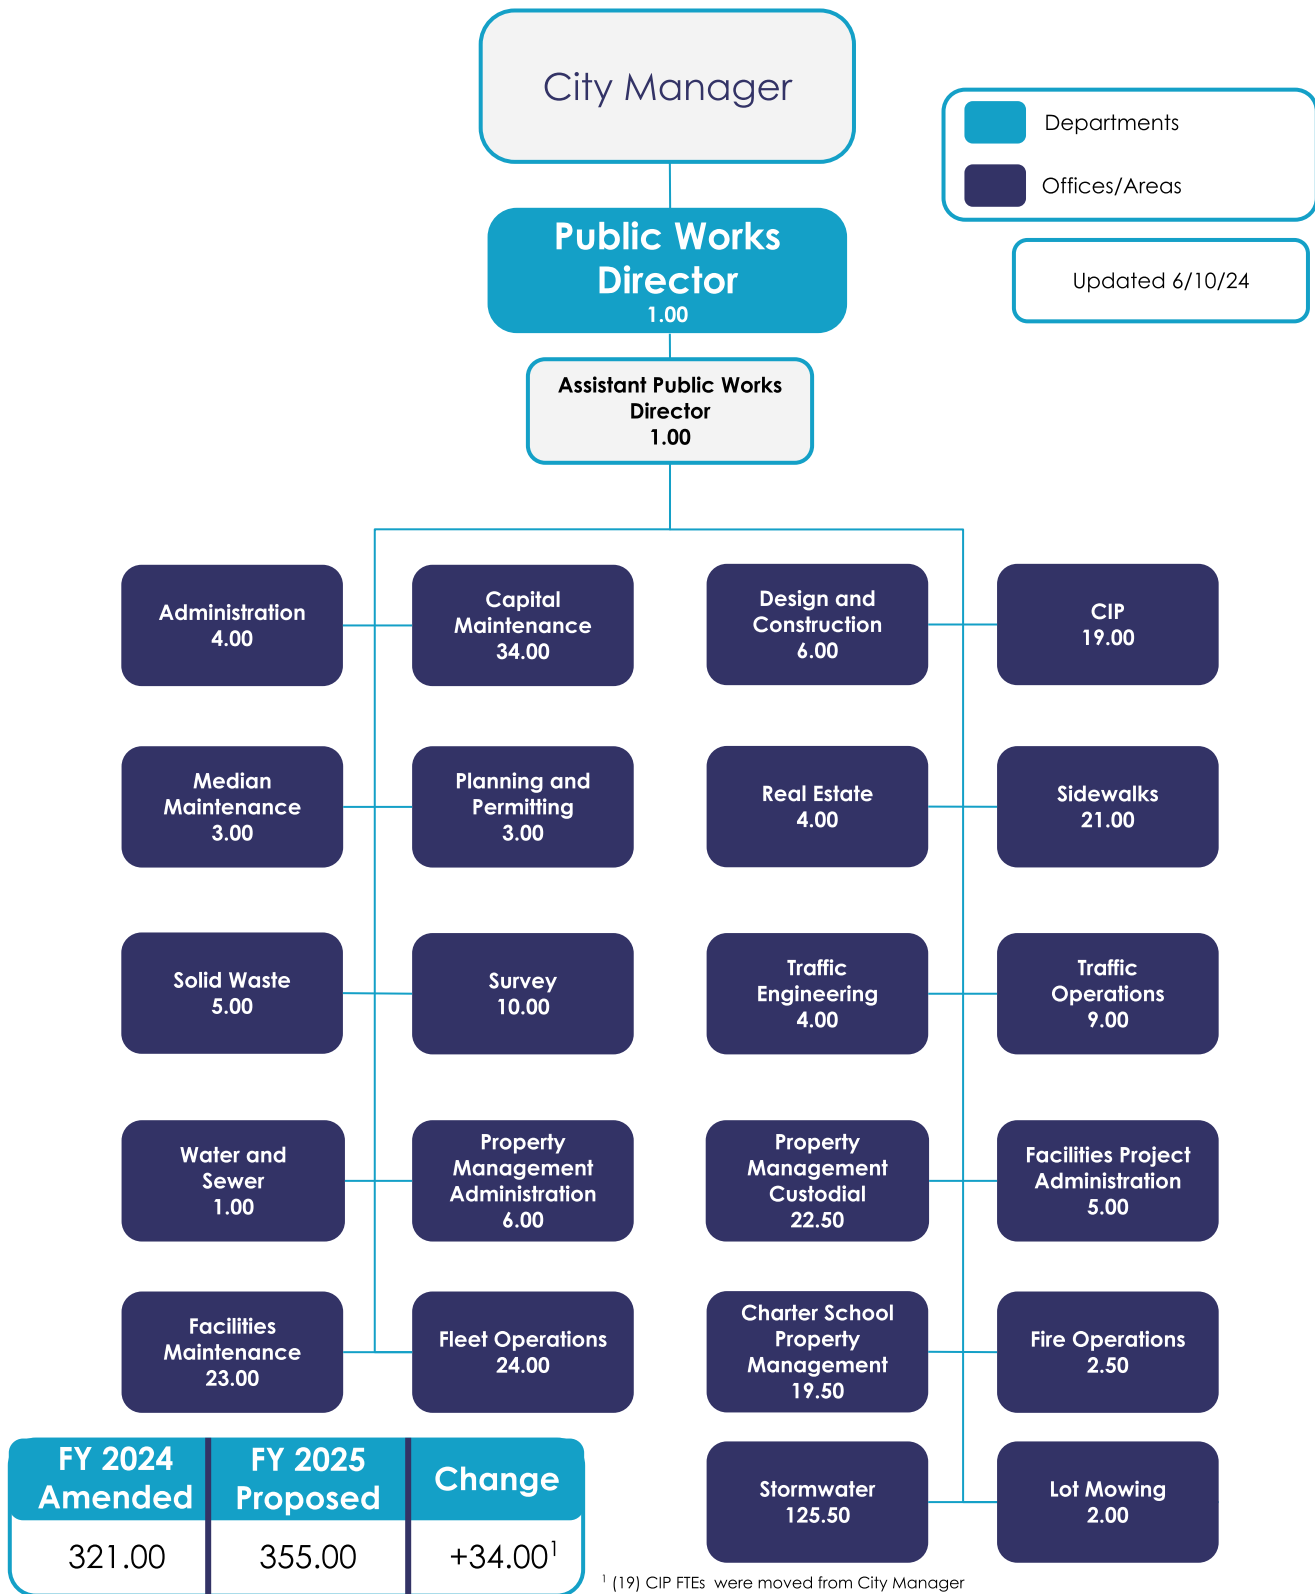 City Manager
Departments
Offices/Areas
Updated 6/10/24
Public Works
Director
1.00
Assistant Public Works
Director
1.00
Administration
4.00
Capital
Maintenance
34.00
Design and
Construction
6.00
CIP
19.00
Median
Maintenance
3.00
Planning and
Permitting
3.00
Real Estate
4.00
Sidewalks
21.00
Solid Waste
5.00
Survey
10.00
Traffic
Engineering
4.00
Traffic
Operations
9.00
Water and
Sewer
1.00
Property
Management
Administration
6.00
Property
Management
Custodial
22.50
Facilities Project
Administration
5.00
Facilities
Maintenance
23.00
Fleet Operations
24.00
Charter School
Property
Management
19.50
Fire Operations
2.50
Stormwater
125.50
Lot Mowing
2.00
FY 2024
Amended
FY 2025
Proposed
Change
321.00
355.00
+34.00¹
¹ (19) CIP FTEs were moved from City Manager